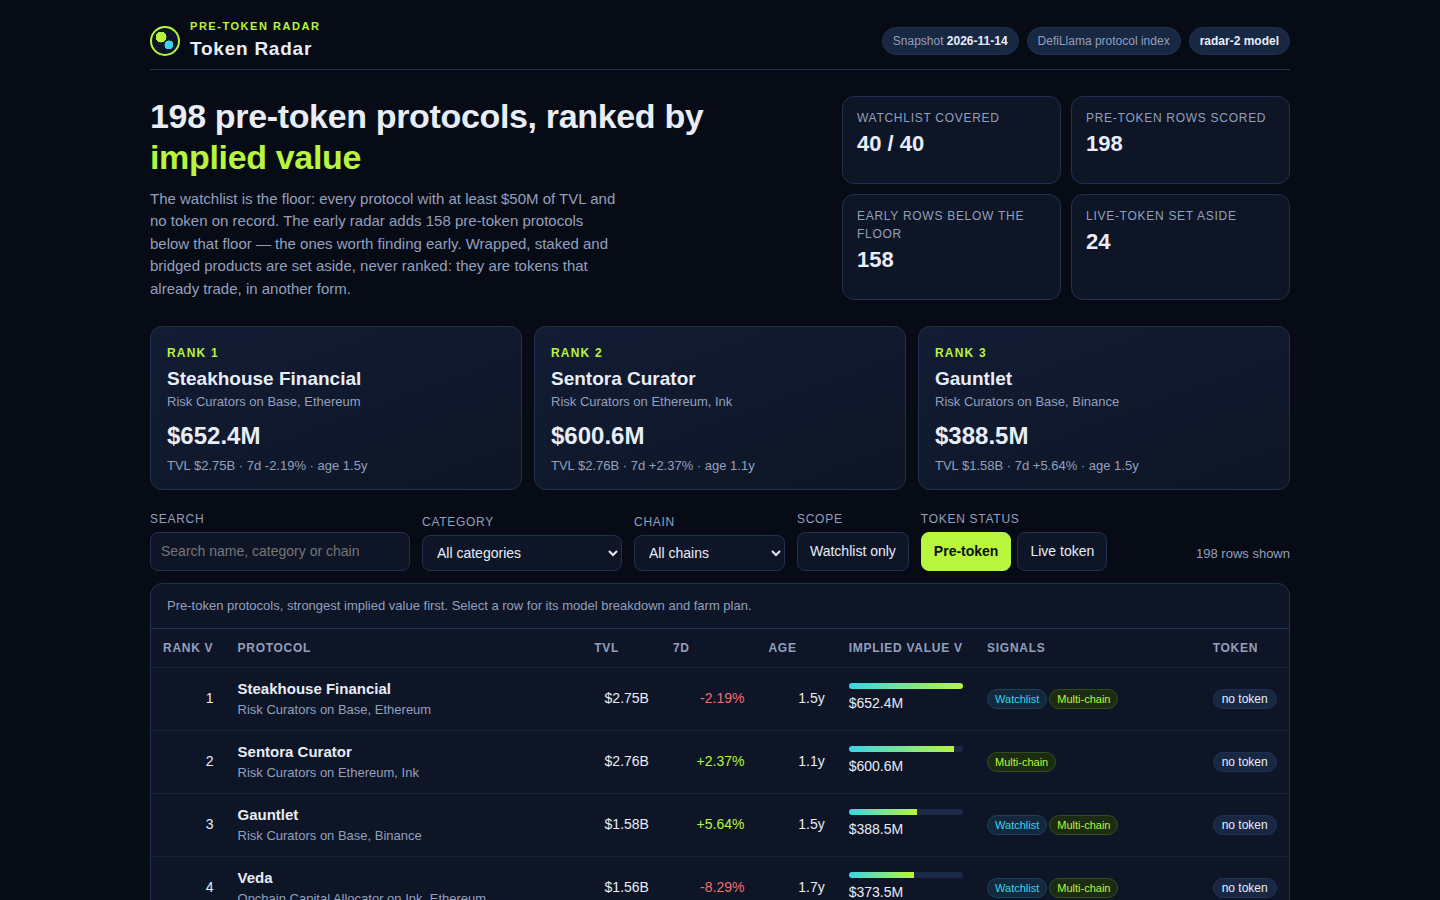 PRE-TOKEN RADAR
Token Radar
Snapshot 2026-11-14
DefiLlama protocol index
radar-2 model
198 pre-token protocols, ranked by
implied value
The watchlist is the floor: every protocol with at least $50M of TVL and
no token on record. The early radar adds 158 pre-token protocols
below that floor — the ones worth finding early. Wrapped, staked and
bridged products are set aside, never ranked: they are tokens that
already trade, in another form.
WATCHLIST COVERED
40 / 40
PRE-TOKEN ROWS SCORED
198
EARLY ROWS BELOW THE
FLOOR
158
LIVE-TOKEN SET ASIDE
24
RANK 1
Steakhouse Financial
Risk Curators on Base, Ethereum
$652.4M
TVL $2.75B · 7d -2.19% · age 1.5y
RANK 2
Sentora Curator
Risk Curators on Ethereum, Ink
$600.6M
TVL $2.76B · 7d +2.37% · age 1.1y
RANK 3
Gauntlet
Risk Curators on Base, Binance
$388.5M
TVL $1.58B · 7d +5.64% · age 1.5y
SEARCH
Search name, category or chain
CATEGORY
All categories
CHAIN
All chains
SCOPE
Watchlist only
TOKEN STATUS
Pre-token
Live token
198 rows shown
Pre-token protocols, strongest implied value first. Select a row for its model breakdown and farm plan.
RANK V PROTOCOL TVL 7D AGE IMPLIED VALUE V SIGNALS TOKEN
1 Steakhouse Financial $2.75B -2.19% 1.5y $652.4M Watchlist Multi-chain no token
Risk Curators on Base, Ethereum
2 Sentora Curator $2.76B +2.37% 1.1y $600.6M Multi-chain no token
Risk Curators on Ethereum, Ink
3 Gauntlet $1.58B +5.64% 1.5y $388.5M Watchlist Multi-chain no token
Risk Curators on Base, Binance
4 Veda $1.56B -8.29% 1.7y $373.5M Watchlist Multi-chain no token
Onchain Capital Allocator on Ink, Ethereum